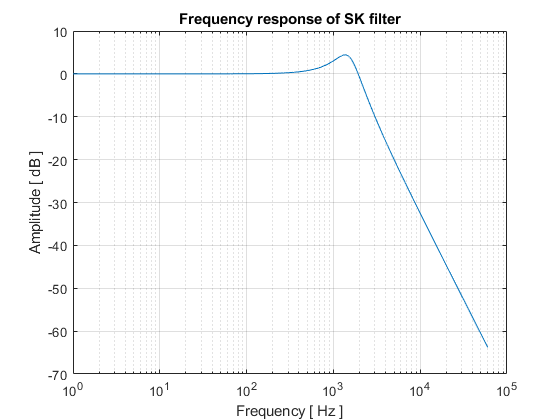 Frequency response of SK filter
10
0
-10
-20
-30
-40
-50
-60
-70
Amplitude [ dB ]
10^0 10^1 10^2 10^3 10^4 10^5
Frequency [ Hz ]